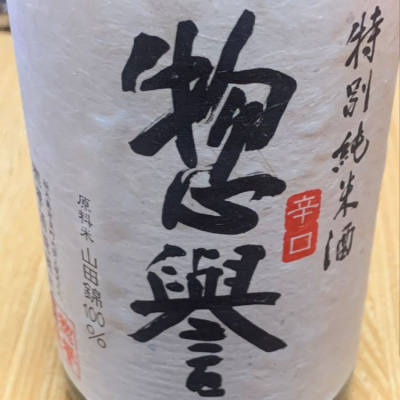 特別純米酒
辛口
惣譽
原料米 山田錦100%